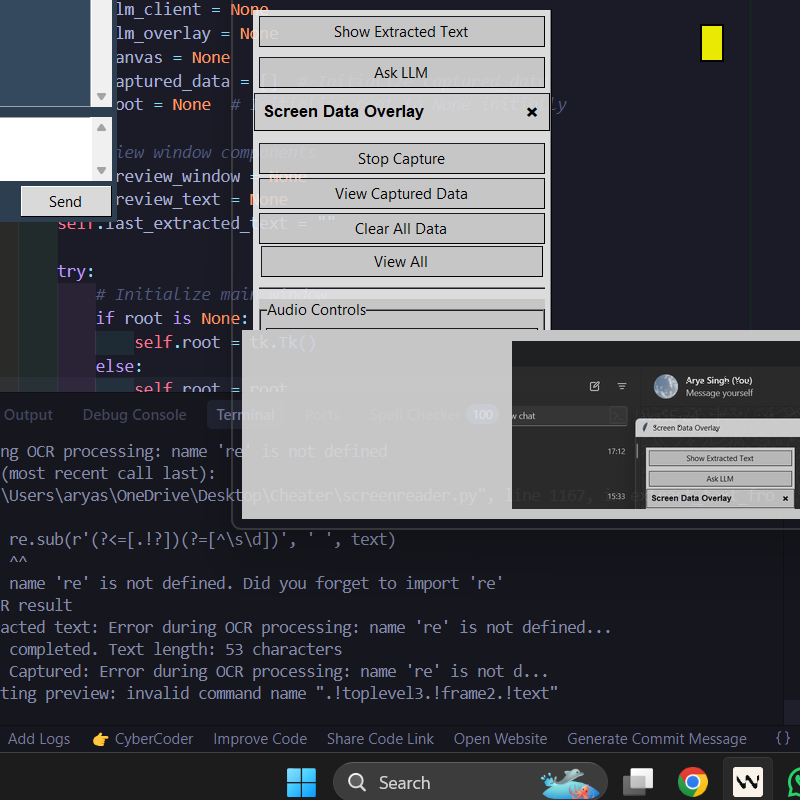 lm_client = None
lm_overlay = None
anvas = None
aptured_data = [] # Initialize captured data
oot = None #
iew window components
review_window = None
review_text = None
self.last_extracted_text = ""
try:
# Initialize main window
if root is None:
self.root = tk.Tk()
else:
self.root = root
Send
Show Extracted Text
Ask LLM
Screen Data Overlay ×
Stop Capture
View Captured Data
Clear All Data
View All
Audio Controls
Arya Singh (You)
Message yourself
w chat
17:12
15:33
Screen Data Overlay
Show Extracted Text
Ask LLM
Screen Data Overlay ×
Output Debug Console Terminal Ports Spell Checker 100
ng OCR processing: name 're' is not defined
(most recent call last):
\Users\aryas\OneDrive\Desktop\Cheater\screenreader.py", line 1167, in
re.sub(r'(?<=[.!?])(?=[^\s\d])', ' ', text)
^^
name 're' is not defined. Did you forget to import 're'
R result
acted text: Error during OCR processing: name 're' is not defined...
completed. Text length: 53 characters
Captured: Error during OCR processing: name 're' is not d...
ting preview: invalid command name ".!toplevel3.!frame2.!text"
Add Logs 👉 CyberCoder Improve Code Share Code Link Open Website Generate Commit Message {}
Search